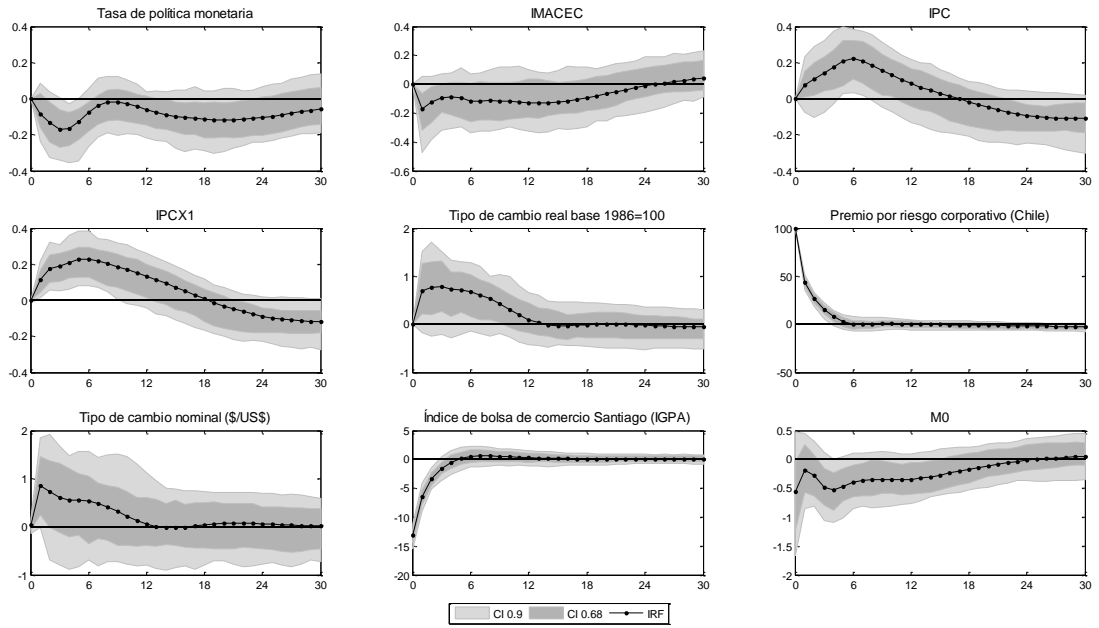 Tasa de política monetaria
0.4
0.2
0
-0.2
-0.4
0 6 12 18 24 30
IMACEC
0.4
0.2
0
-0.2
-0.4
-0.6
0 6 12 18 24 30
IPC
0.4
0.2
0
-0.2
-0.4
0 6 12 18 24 30
IPCX1
0.4
0.2
0
-0.2
-0.4
0 6 12 18 24 30
Tipo de cambio real base 1986=100
2
1
0
-1
0 6 12 18 24 30
Premio por riesgo corporativo (Chile)
100
50
0
-50
0 6 12 18 24 30
Tipo de cambio nominal ($/US$)
2
1
0
-1
0 6 12 18 24 30
Índice de bolsa de comercio Santiago (IGPA)
5
0
-5
-10
-15
-20
0 6 12 18 24 30
M0
0.5
0
-0.5
-1
-1.5
-2
0 6 12 18 24 30
CI 0.9 CI 0.68 IRF